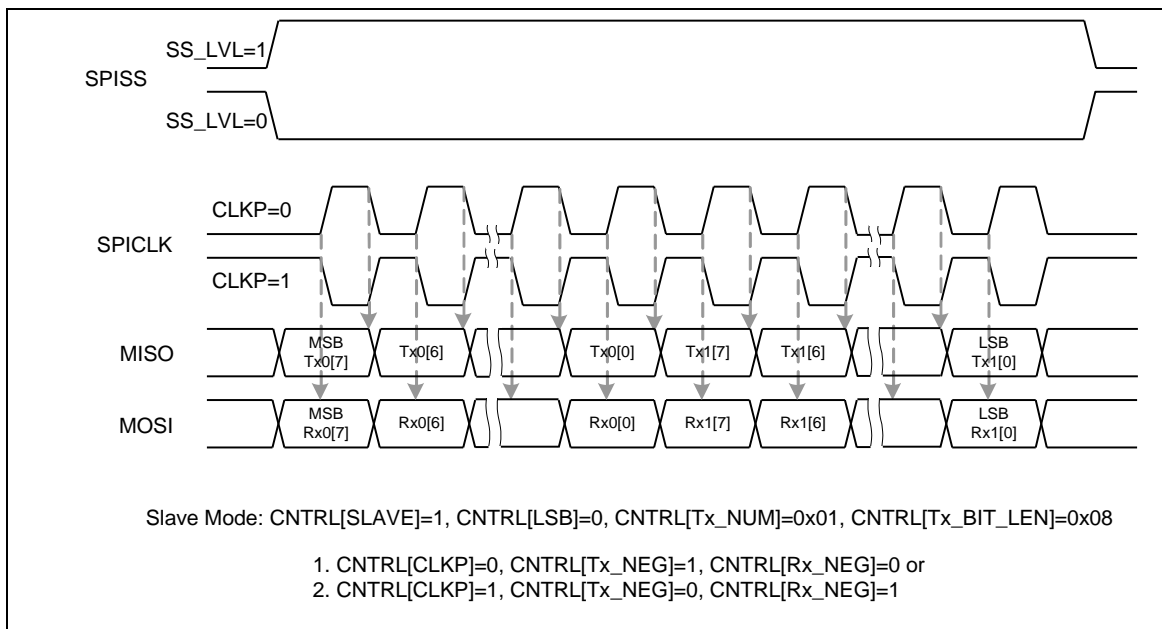 SS_LVL=1
SPISS
SS_LVL=0
CLKP=0
SPICLK
CLKP=1
MISO
MSB
Tx0[7]
Tx0[6]
Tx0[0]
Tx1[7]
Tx1[6]
LSB
Tx1[0]
MOSI
MSB
Rx0[7]
Rx0[6]
Rx0[0]
Rx1[7]
Rx1[6]
LSB
Rx1[0]
Slave Mode: CNTRL[SLAVE]=1, CNTRL[LSB]=0, CNTRL[Tx_NUM]=0x01, CNTRL[Tx_BIT_LEN]=0x08
1. CNTRL[CLKP]=0, CNTRL[Tx_NEG]=1, CNTRL[Rx_NEG]=0 or
2. CNTRL[CLKP]=1, CNTRL[Tx_NEG]=0, CNTRL[Rx_NEG]=1